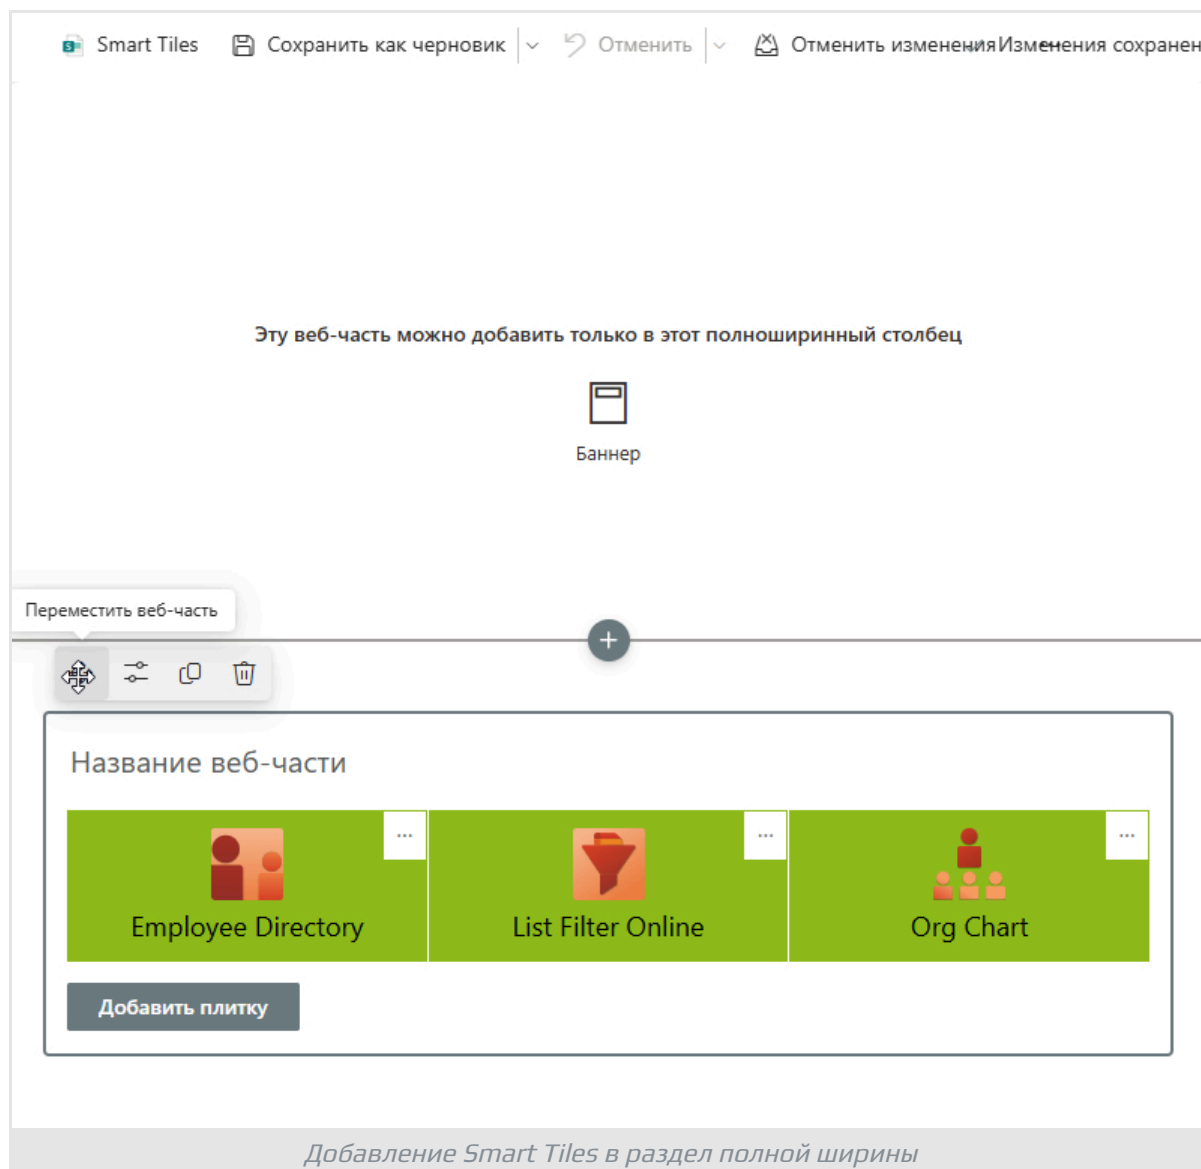 Smart Tiles Сохранить как черновик Отменить Отменить изменения Изменения сохранен
Эту веб-часть можно добавить только в этот полноширинный столбец
Баннер
Переместить веб-часть
Название веб-части
Employee Directory List Filter Online Org Chart
Добавить плитку
Добавление Smart Tiles в раздел полной ширины